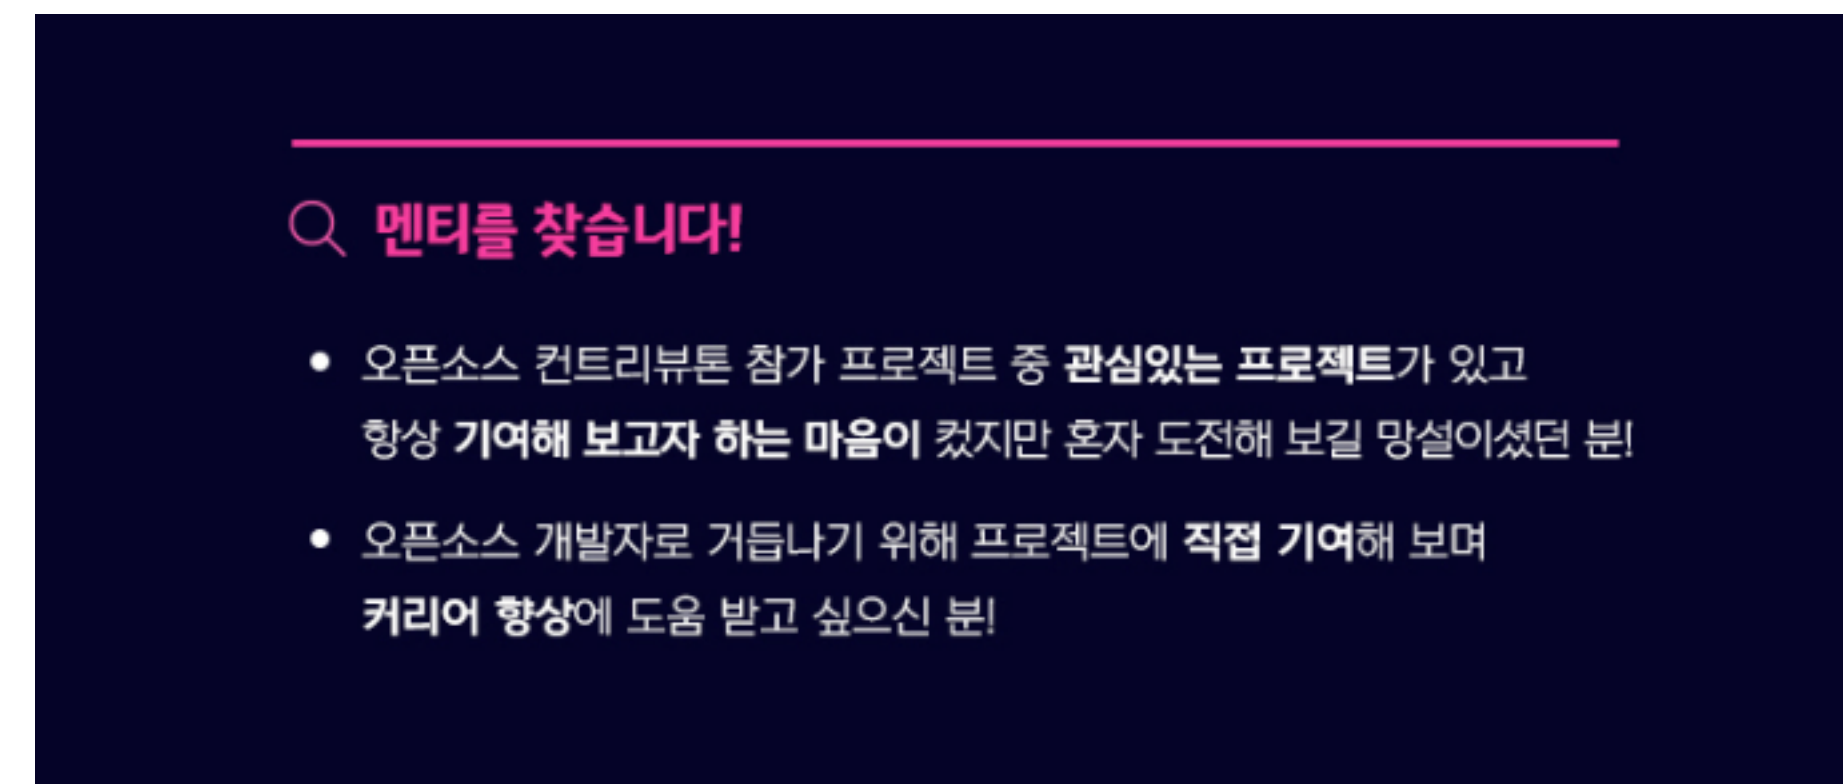 멘티를 찾습니다!
오픈소스 컨트리뷰톤 참가 프로젝트 중 관심있는 프로젝트가 있고
항상 기여해 보고자 하는 마음이 컸지만 혼자 도전해 보길 망설이셨던 분!
오픈소스 개발자로 거듭나기 위해 프로젝트에 직접 기여해 보며
커리어 향상에 도움 받고 싶으신 분!